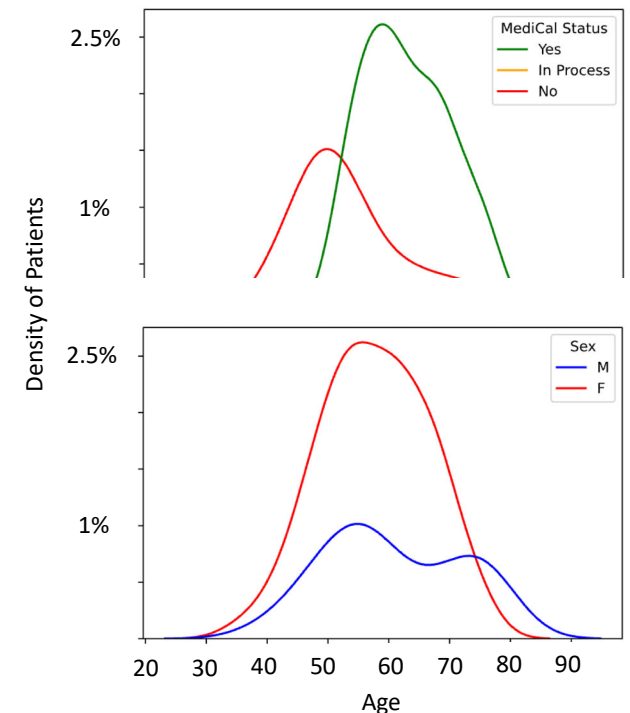 MediCal Status
Yes
In Process
No
2.5%
1%
Density of Patients
Sex
M
F
2.5%
1%
20 30 40 50 60 70 80 90
Age